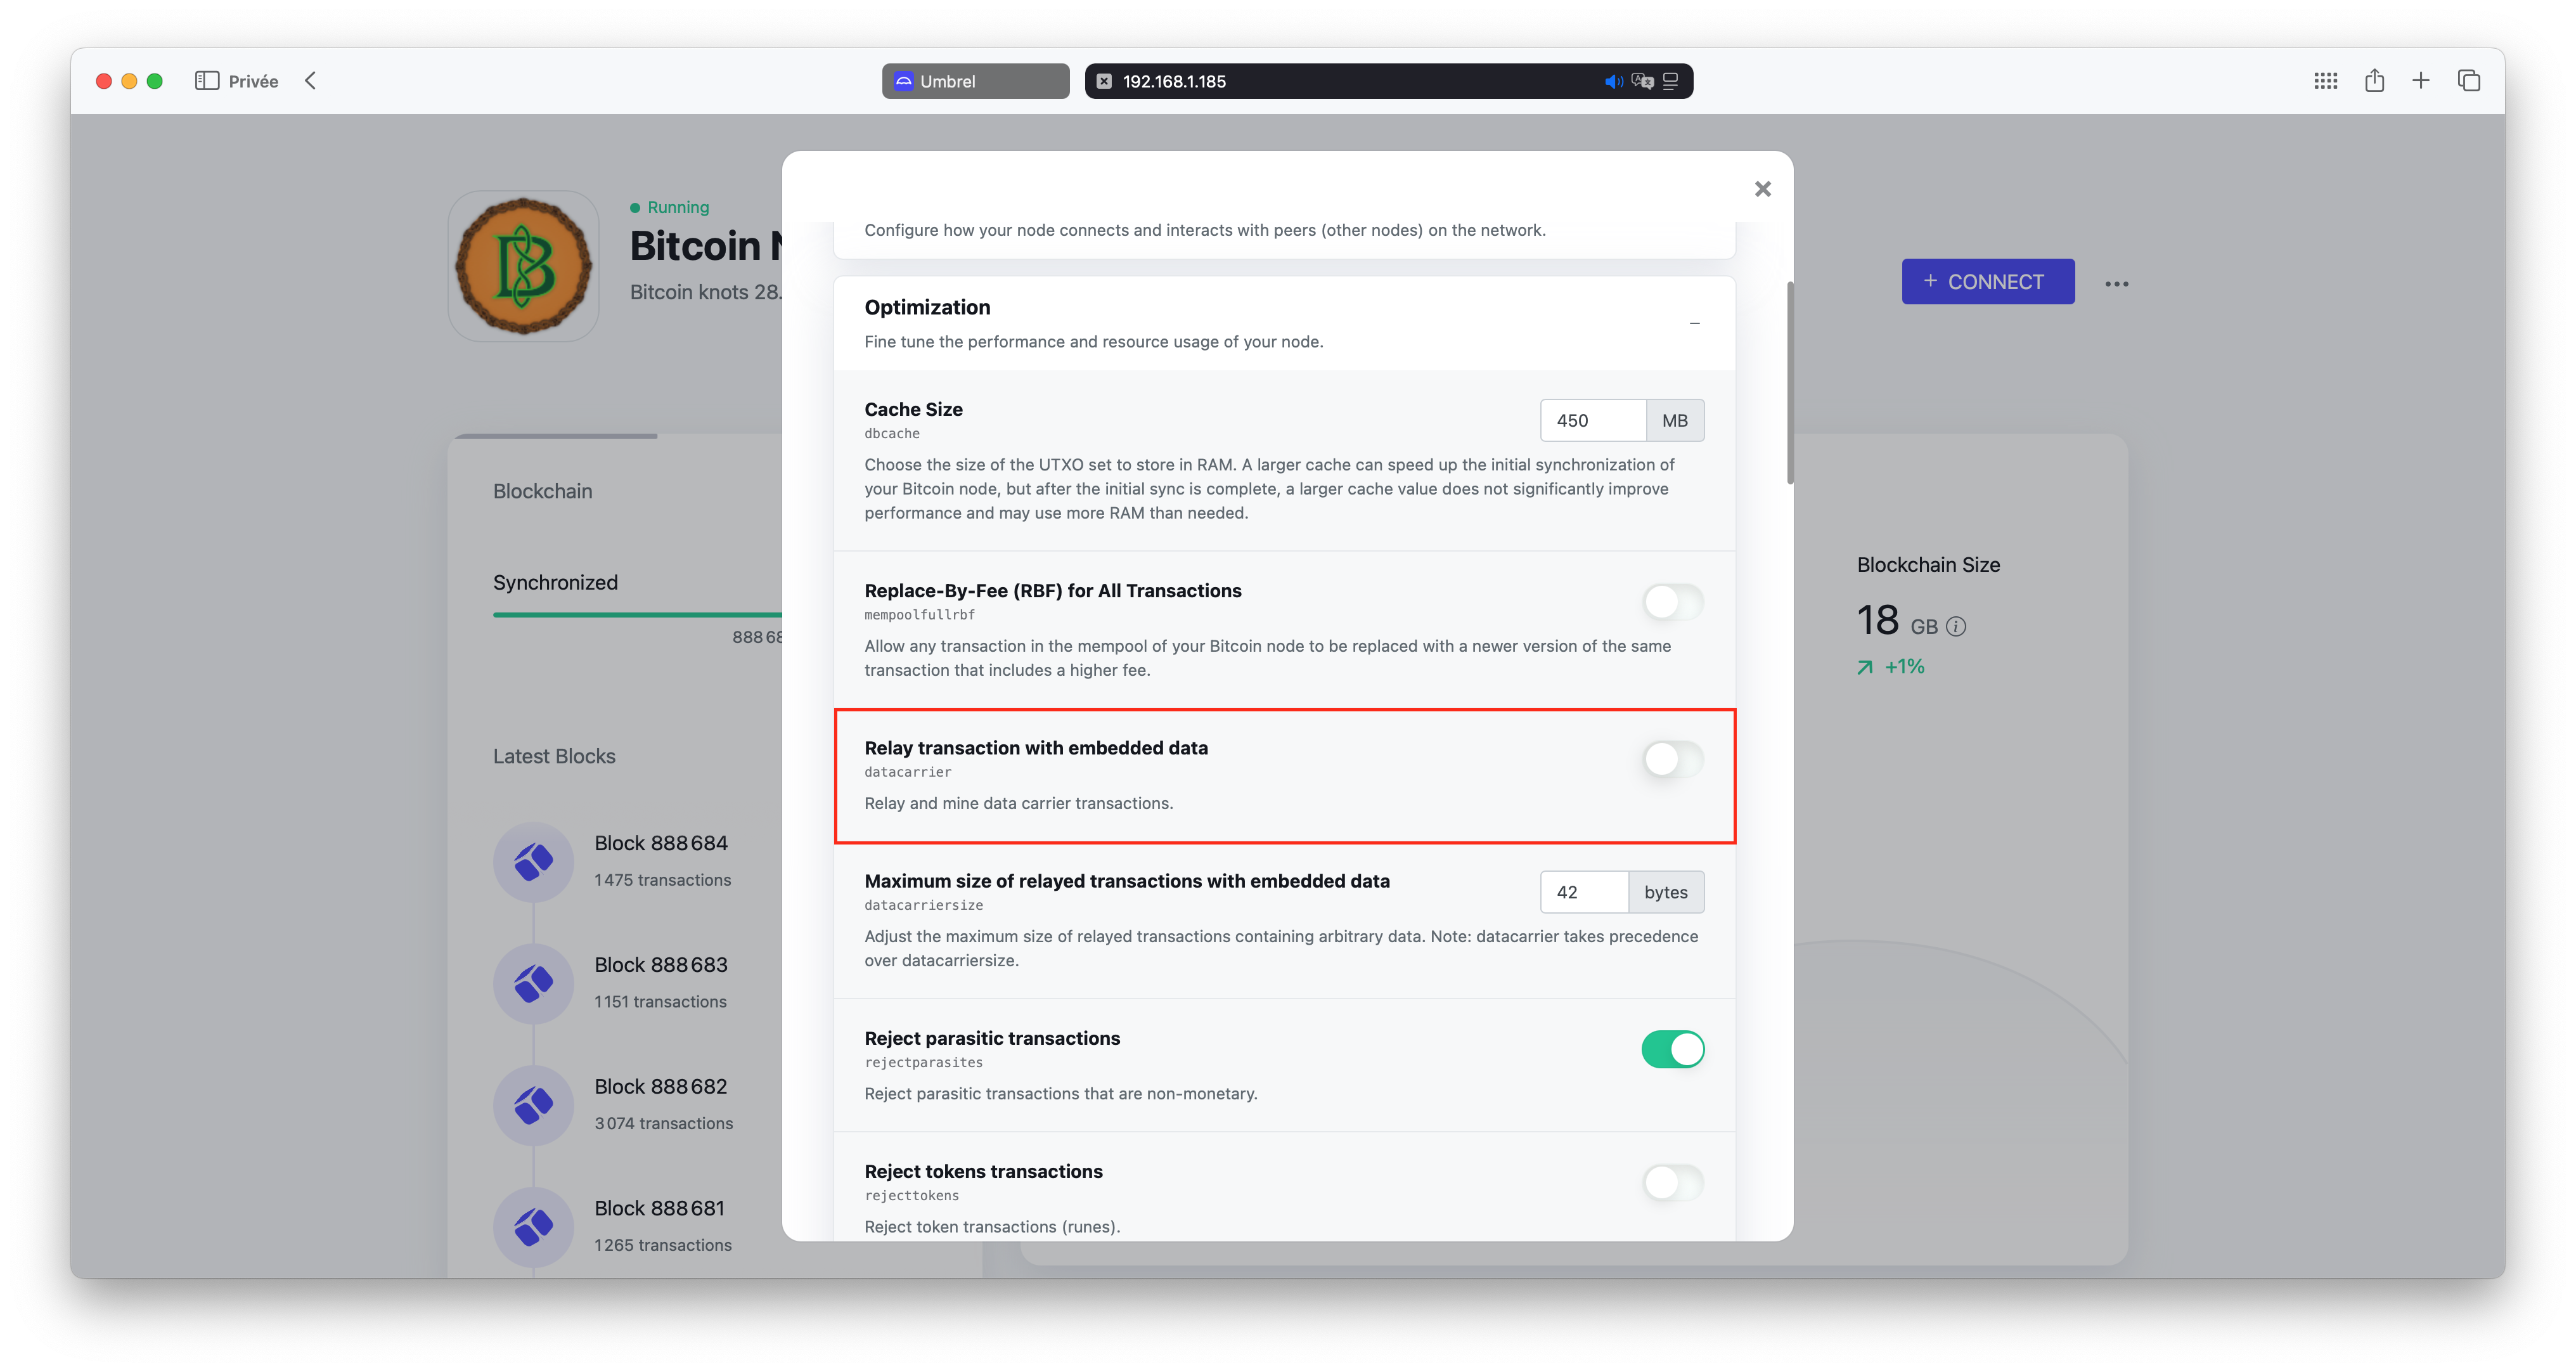 Privée
Umbrel
192.168.1.185
Running
Bitcoin
Bitcoin knots 28.
+ CONNECT
Blockchain
Synchronized
888 68
Latest Blocks
Block 888 684
1 475 transactions
Block 888 683
1 151 transactions
Block 888 682
3 074 transactions
Block 888 681
1 265 transactions
Configure how your node connects and interacts with peers (other nodes) on the network.
Optimization
Fine tune the performance and resource usage of your node.
Cache Size
450 MB
dbcache
Choose the size of the UTXO set to store in RAM. A larger cache can speed up the initial synchronization of
your Bitcoin node, but after the initial sync is complete, a larger cache value does not significantly improve
performance and may use more RAM than needed.
Replace-By-Fee (RBF) for All Transactions
mempoolfullrbf
Allow any transaction in the mempool of your Bitcoin node to be replaced with a newer version of the same
transaction that includes a higher fee.
Relay transaction with embedded data
datacarrier
Relay and mine data carrier transactions.
Maximum size of relayed transactions with embedded data
42 bytes
datacarriersize
Adjust the maximum size of relayed transactions containing arbitrary data. Note: datacarrier takes precedence
over datacarriersize.
Reject parasitic transactions
rejectparasites
Reject parasitic transactions that are non-monetary.
Reject tokens transactions
rejecttokens
Reject token transactions (runes).
Blockchain Size
18 GB
+1%